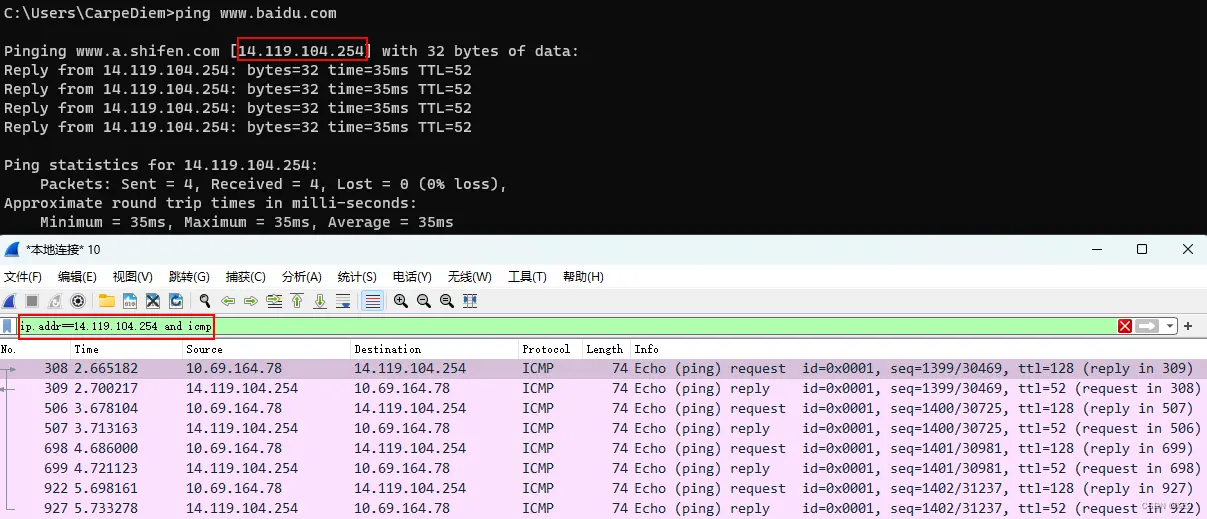 C:\Users\CarpeDiem>ping www.baidu.com
Pinging www.a.shifen.com [14.119.104.254] with 32 bytes of data:
Reply from 14.119.104.254: bytes=32 time=35ms TTL=52
Reply from 14.119.104.254: bytes=32 time=35ms TTL=52
Reply from 14.119.104.254: bytes=32 time=35ms TTL=52
Reply from 14.119.104.254: bytes=32 time=35ms TTL=52
Ping statistics for 14.119.104.254:
Packets: Sent = 4, Received = 4, Lost = 0 (0% loss),
Approximate round trip times in milli-seconds:
Minimum = 35ms, Maximum = 35ms, Average = 35ms
*本地连接* 10
文件(F) 编辑(E) 视图(V) 跳转(G) 捕获(C) 分析(A) 统计(S) 电话(Y) 无线(W) 工具(T) 帮助(H)
ip.addr==14.119.104.254 and icmp
No. Time Source Destination Protocol Length Info
308 2.665182 10.69.164.78 14.119.104.254 ICMP 74 Echo (ping) request id=0x0001, seq=1399/30469, ttl=128 (reply in 309)
309 2.700217 14.119.104.254 10.69.164.78 ICMP 74 Echo (ping) reply id=0x0001, seq=1399/30469, ttl=52 (request in 308)
506 3.678104 10.69.164.78 14.119.104.254 ICMP 74 Echo (ping) request id=0x0001, seq=1400/30725, ttl=128 (reply in 507)
507 3.713163 14.119.104.254 10.69.164.78 ICMP 74 Echo (ping) reply id=0x0001, seq=1400/30725, ttl=52 (request in 506)
698 4.686000 10.69.164.78 14.119.104.254 ICMP 74 Echo (ping) request id=0x0001, seq=1401/30981, ttl=128 (reply in 699)
699 4.721123 14.119.104.254 10.69.164.78 ICMP 74 Echo (ping) reply id=0x0001, seq=1401/30981, ttl=52 (request in 698)
922 5.698161 10.69.164.78 14.119.104.254 ICMP 74 Echo (ping) request id=0x0001, seq=1402/31237, ttl=128 (reply in 927)
927 5.733278 14.119.104.254 10.69.164.78 ICMP 74 Echo (ping) reply id=0x0001, seq=1402/31237, ttl=52 (request in 922)